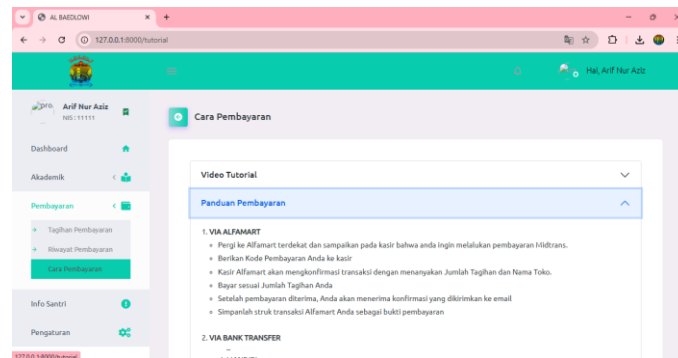 AL BAEDLOWI
127.0.0.1:8000/tutorial
Hai, Arif Nur Aziz
Arif Nur Aziz
NIS : 11111
Dashboard
Akademik
Pembayaran
Tagihan Pembayaran
Riwayat Pembayaran
Cara Pembayaran
Info Santri
Pengaturan
127.0.0.1:8000/tutorial
Cara Pembayaran
Video Tutorial
Panduan Pembayaran
1. VIA ALFAMART
Pergi ke Alfamart terdekat dan sampaikan pada kasir bahwa anda ingin melalukan pembayaran Midtrans.
Berikan Kode Pembayaran Anda ke kasir
Kasir Alfamart akan mengkonfirmasi transaksi dengan menanyakan Jumlah Tagihan dan Nama Toko.
Bayar sesuai Jumlah Tagihan Anda
Setelah pembayaran diterima, Anda akan menerima konfirmasi yang dikirimkan ke email
Simpanlah struk transaksi Alfamart Anda sebagai bukti pembayaran
2. VIA BANK TRANSFER